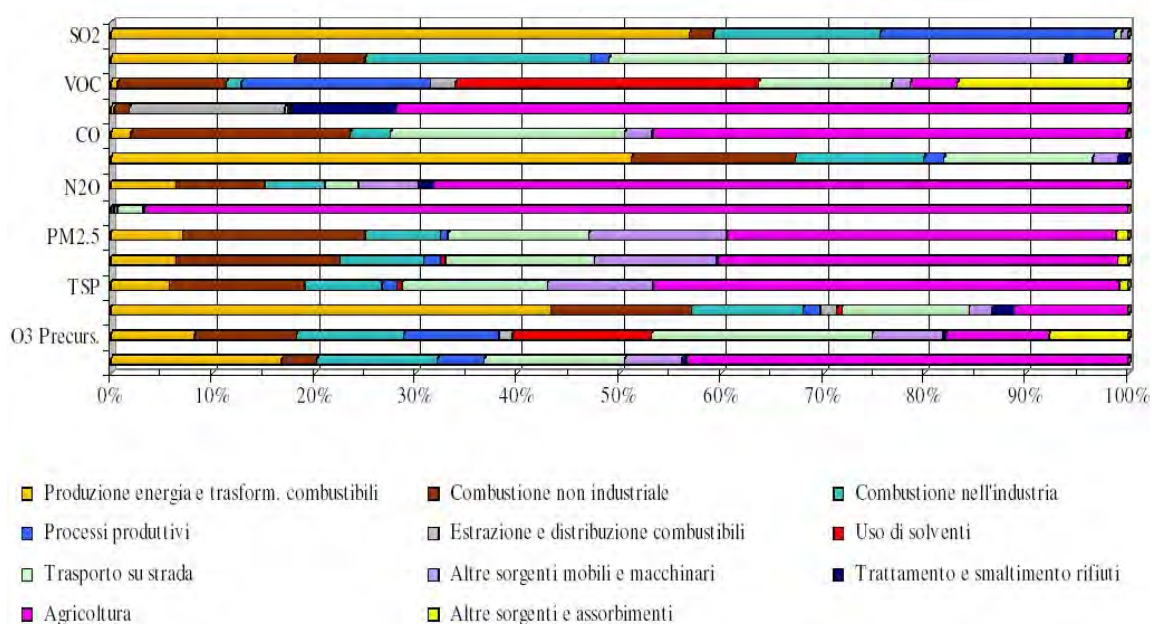 SO2
VOC
CO
N2O
PM2.5
TSP
O3 Precurs.
0% 10% 20% 30% 40% 50% 60% 70% 80% 90% 100%
Produzione energia e trasform. combustibili Combustione non industriale Combustione nell'industria
Processi produttivi Estrazione e distribuzione combustibili Uso di solventi
Trasporto su strada Altre sorgenti mobili e macchinari Trattamento e smaltimento rifiuti
Agricoltura Altre sorgenti e assorbimenti